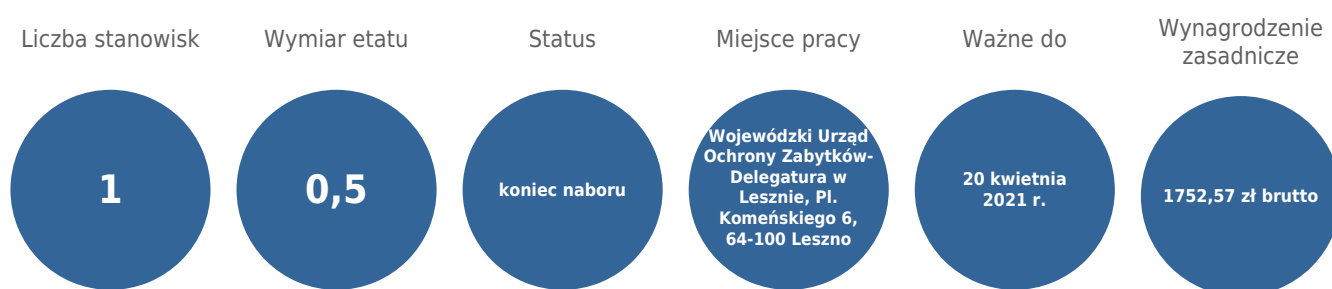 Liczba stanowisk
1
Wymiar etatu
0,5
Status
koniec naboru
Miejsce pracy
Wojewódzki Urząd
Ochrony Zabytków-
Delegatura w
Lesznie, Pl.
Komeńskiego 6,
64-100 Leszno
Ważne do
20 kwietnia
2021 r.
Wynagrodzenie
zasadnicze
1752,57 zł brutto